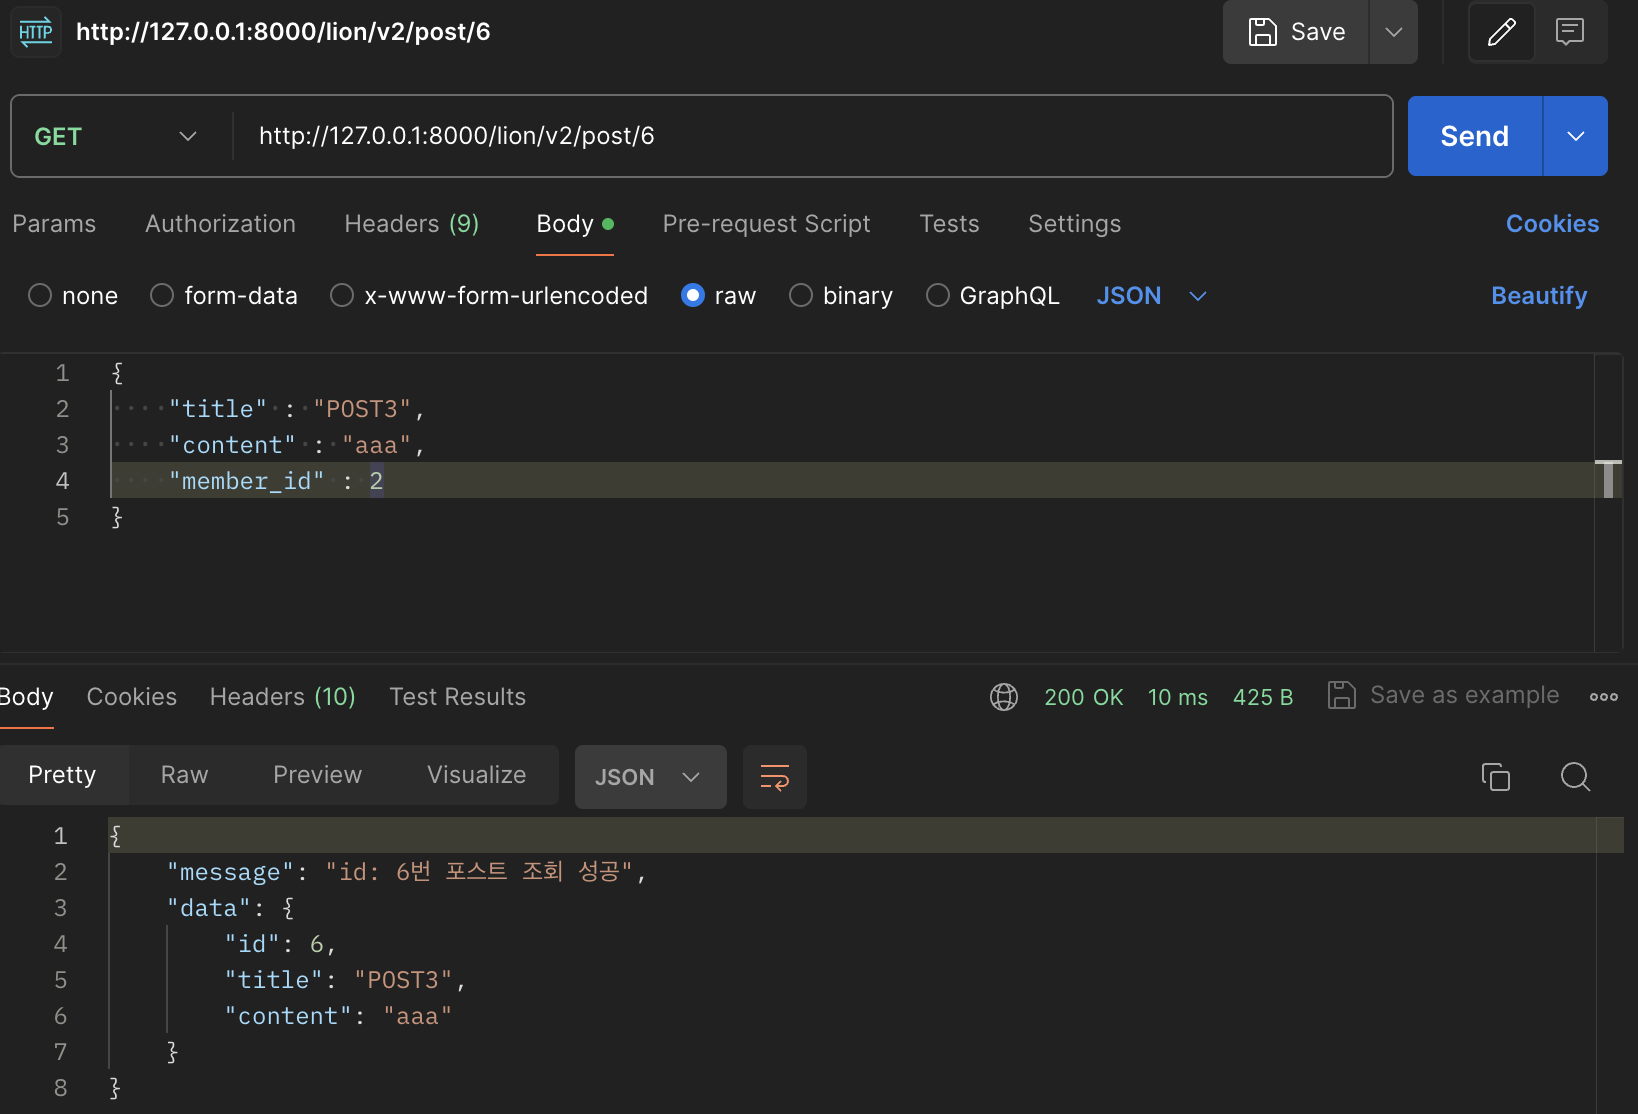 HTTP http://127.0.0.1:8000/lion/v2/post/6 Save
GET http://127.0.0.1:8000/lion/v2/post/6 Send
Params Authorization Headers (9) Body Pre-request Script Tests Settings Cookies
none form-data x-www-form-urlencoded raw binary GraphQL JSON Beautify
1 {
2 "title" : "POST3",
3 "content" : "aaa",
4 "member_id" : 2
5 }
Body Cookies Headers (10) Test Results 200 OK 10 ms 425 B Save as example
Pretty Raw Preview Visualize JSON
1 {
2 "message": "id: 6번 포스트 조회 성공",
3 "data": {
4 "id": 6,
5 "title": "POST3",
6 "content": "aaa"
7 }
8 }